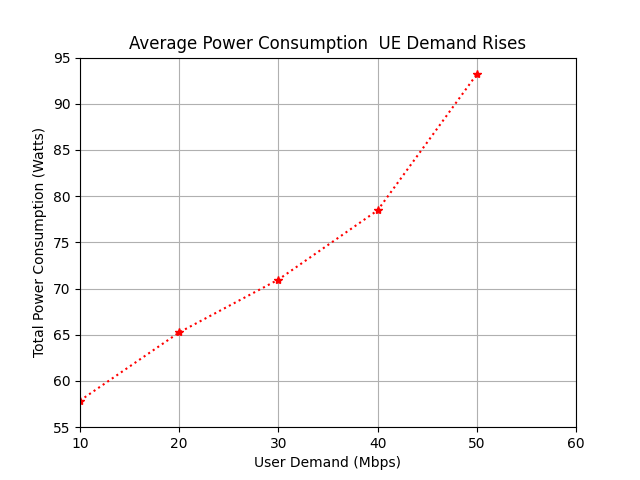 Average Power Consumption  UE Demand Rises
95
90
85
80
75
70
65
60
55
Total Power Consumption (Watts)
10 20 30 40 50 60
User Demand (Mbps)